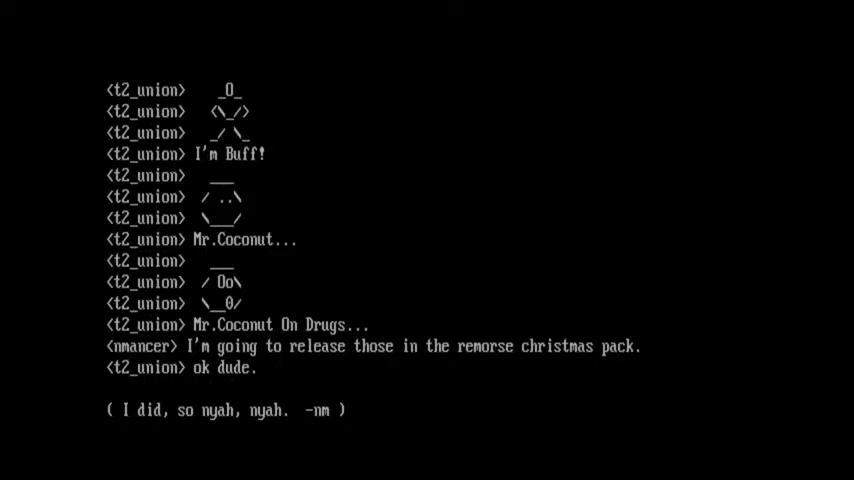 <t2_union>    _O_
<t2_union>   <\_/>
<t2_union>   _/ \_
<t2_union> I'm Buff!
<t2_union>   ___
<t2_union>  / ..\
<t2_union>  \___/
<t2_union> Mr.Coconut...
<t2_union>   ___
<t2_union>  / Oo\
<t2_union>  \__0/
<t2_union> Mr.Coconut On Drugs...
<nmancer> I'm going to release those in the remorse christmas pack.
<t2_union> ok dude.
( I did, so nyah, nyah.  -nm )